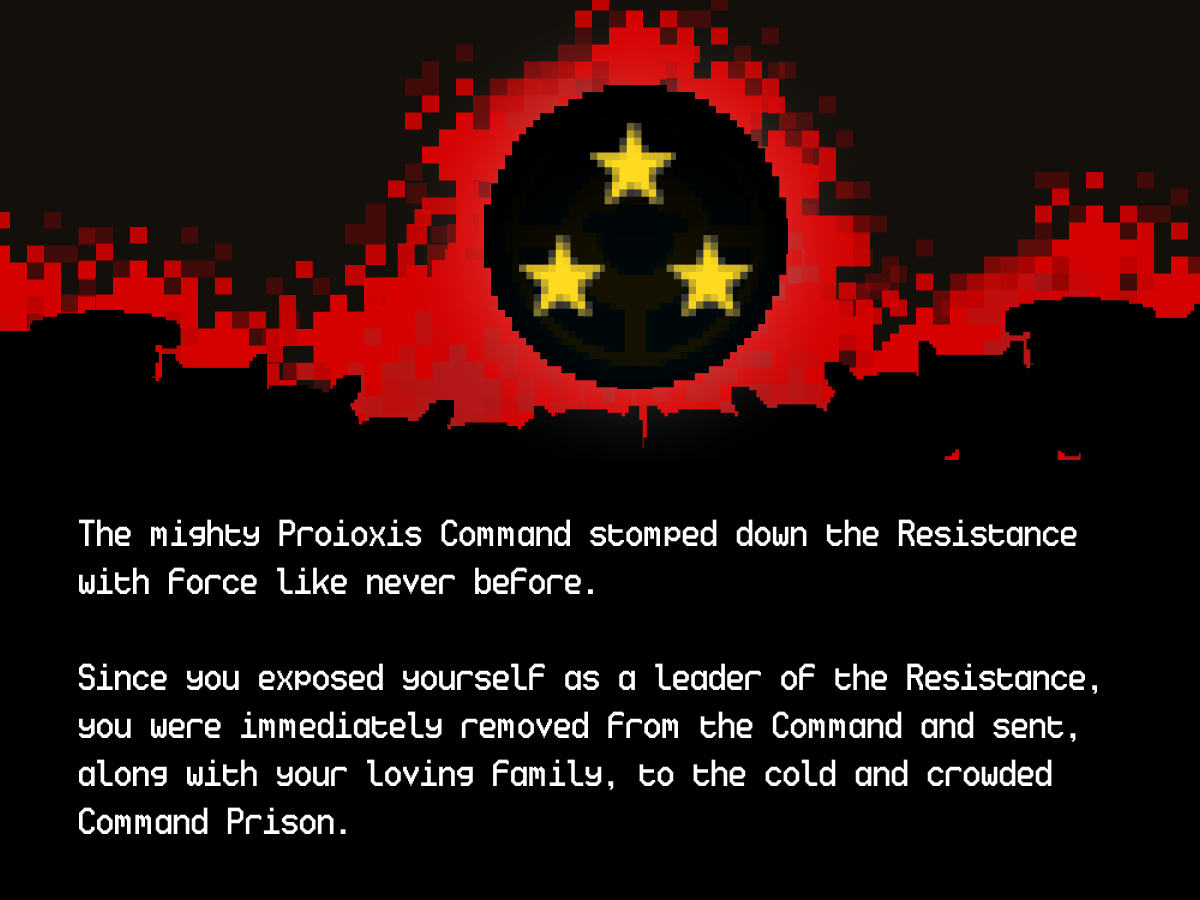 The mighty Proioxis Command stomped down the Resistance
with force like never before.
Since you exposed yourself as a leader of the Resistance,
you were immediately removed from the Command and sent,
along with your loving family, to the cold and crowded
Command Prison.